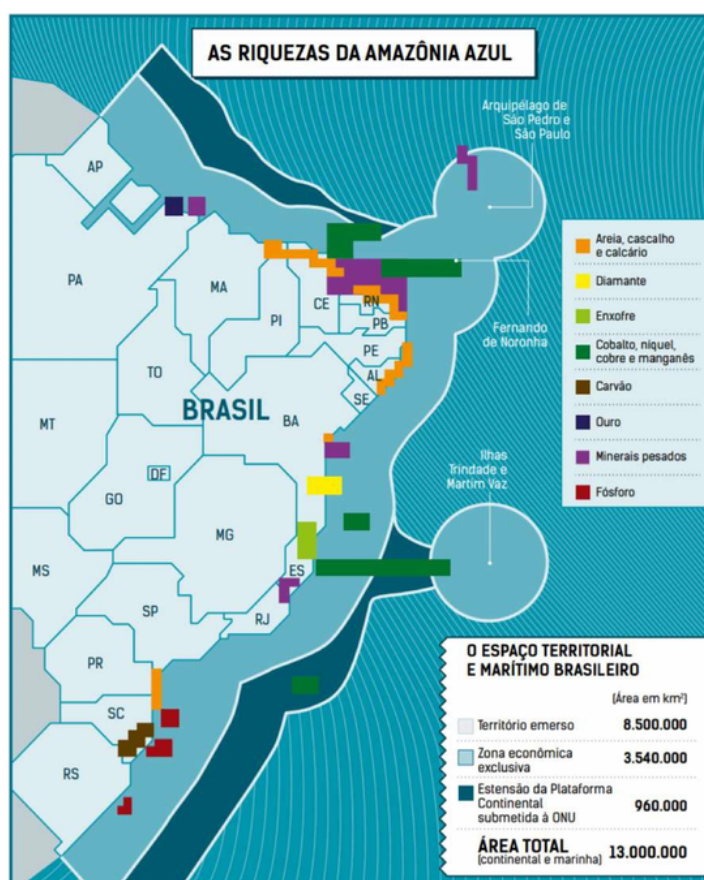 AS RIQUEZAS DA AMAZÔNIA AZUL
Arquipélago de
São Pedro e
São Paulo
AP
PA
MA
PI
CE
RN
PB
PE
AL
SE
TO
BRASIL
BA
MT
GO
DF
MG
ES
MS
SP
RJ
PR
SC
RS
Fernando
de Noronha
Ilhas
Trindade e
Martim Vaz
Areia, cascalho
e calcário
Diamante
Enxofre
Cobalto, níquel,
cobre e manganês
Carvão
Ouro
Minerais pesados
Fósforo
O ESPAÇO TERRITORIAL
E MARÍTIMO BRASILEIRO
(Área em km²)
Território emerso 8.500.000
Zona econômica
exclusiva 3.540.000
Estensão da Plataforma
Continental
submetida à ONU 960.000
ÁREA TOTAL
(continental e marinha) 13.000.000